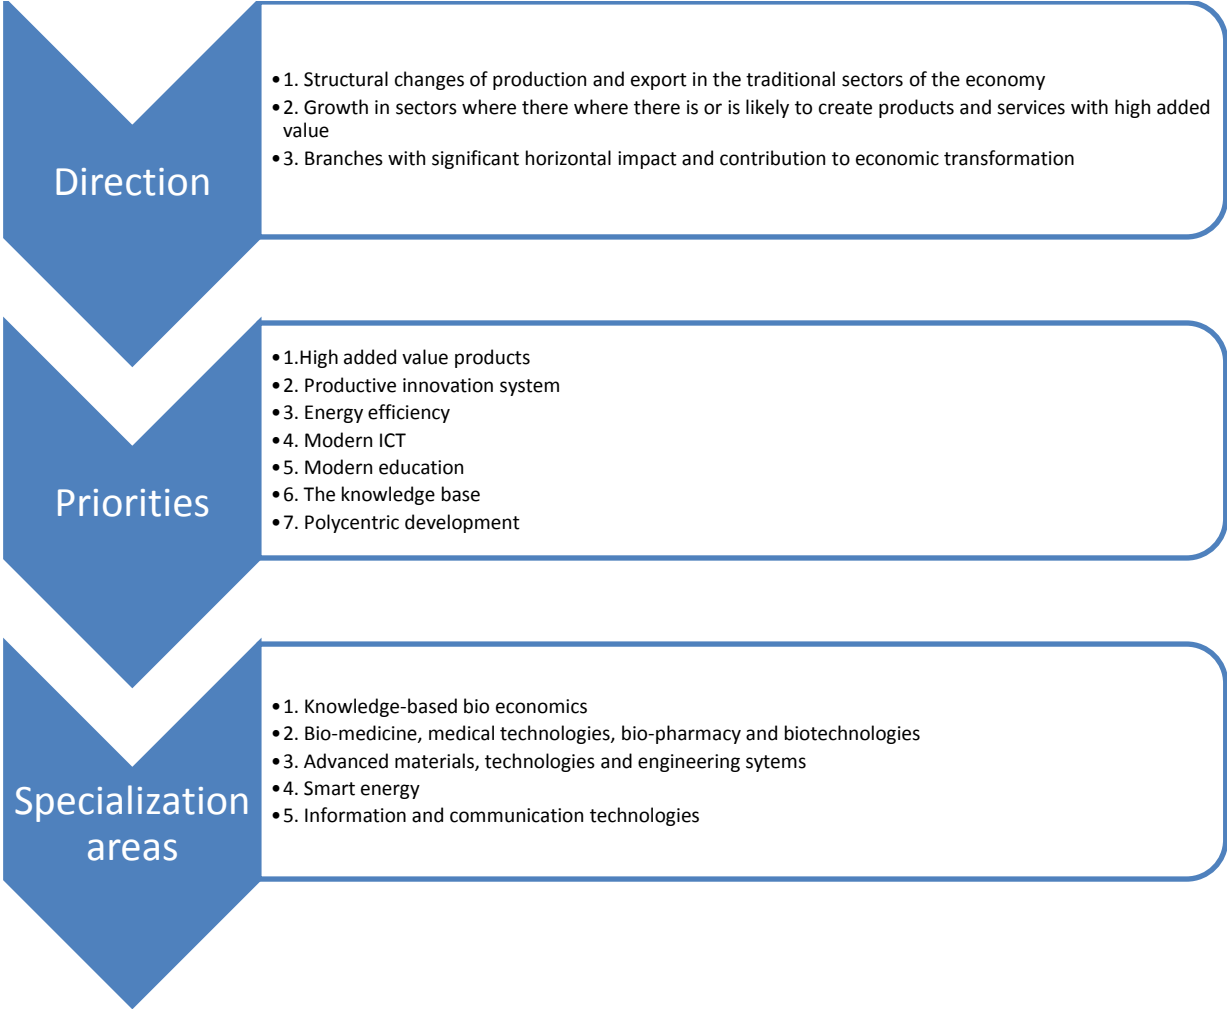 Direction
•1. Structural changes of production and export in the traditional sectors of the economy
•2. Growth in sectors where there where there is or is likely to create products and services with high added
value
•3. Branches with significant horizontal impact and contribution to economic transformation
Priorities
•1.High added value products
•2. Productive innovation system
•3. Energy efficiency
•4. Modern ICT
•5. Modern education
•6. The knowledge base
•7. Polycentric development
Specialization
areas
•1. Knowledge-based bio economics
•2. Bio-medicine, medical technologies, bio-pharmacy and biotechnologies
•3. Advanced materials, technologies and engineering sytems
•4. Smart energy
•5. Information and communication technologies